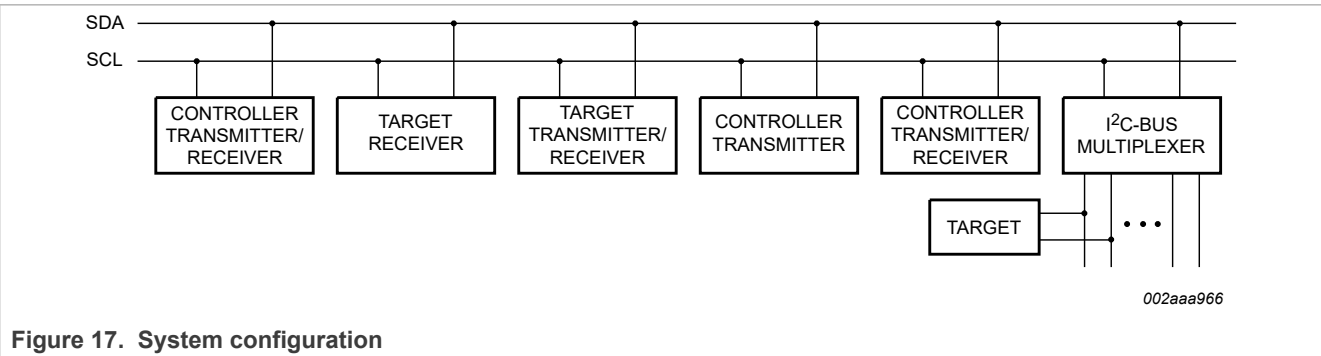 SDA
SCL
CONTROLLER
TRANSMITTER/
RECEIVER
TARGET
RECEIVER
TARGET
TRANSMITTER/
RECEIVER
CONTROLLER
TRANSMITTER
CONTROLLER
TRANSMITTER/
RECEIVER
I²C-BUS
MULTIPLEXER
TARGET
002aaa966
Figure 17. System configuration